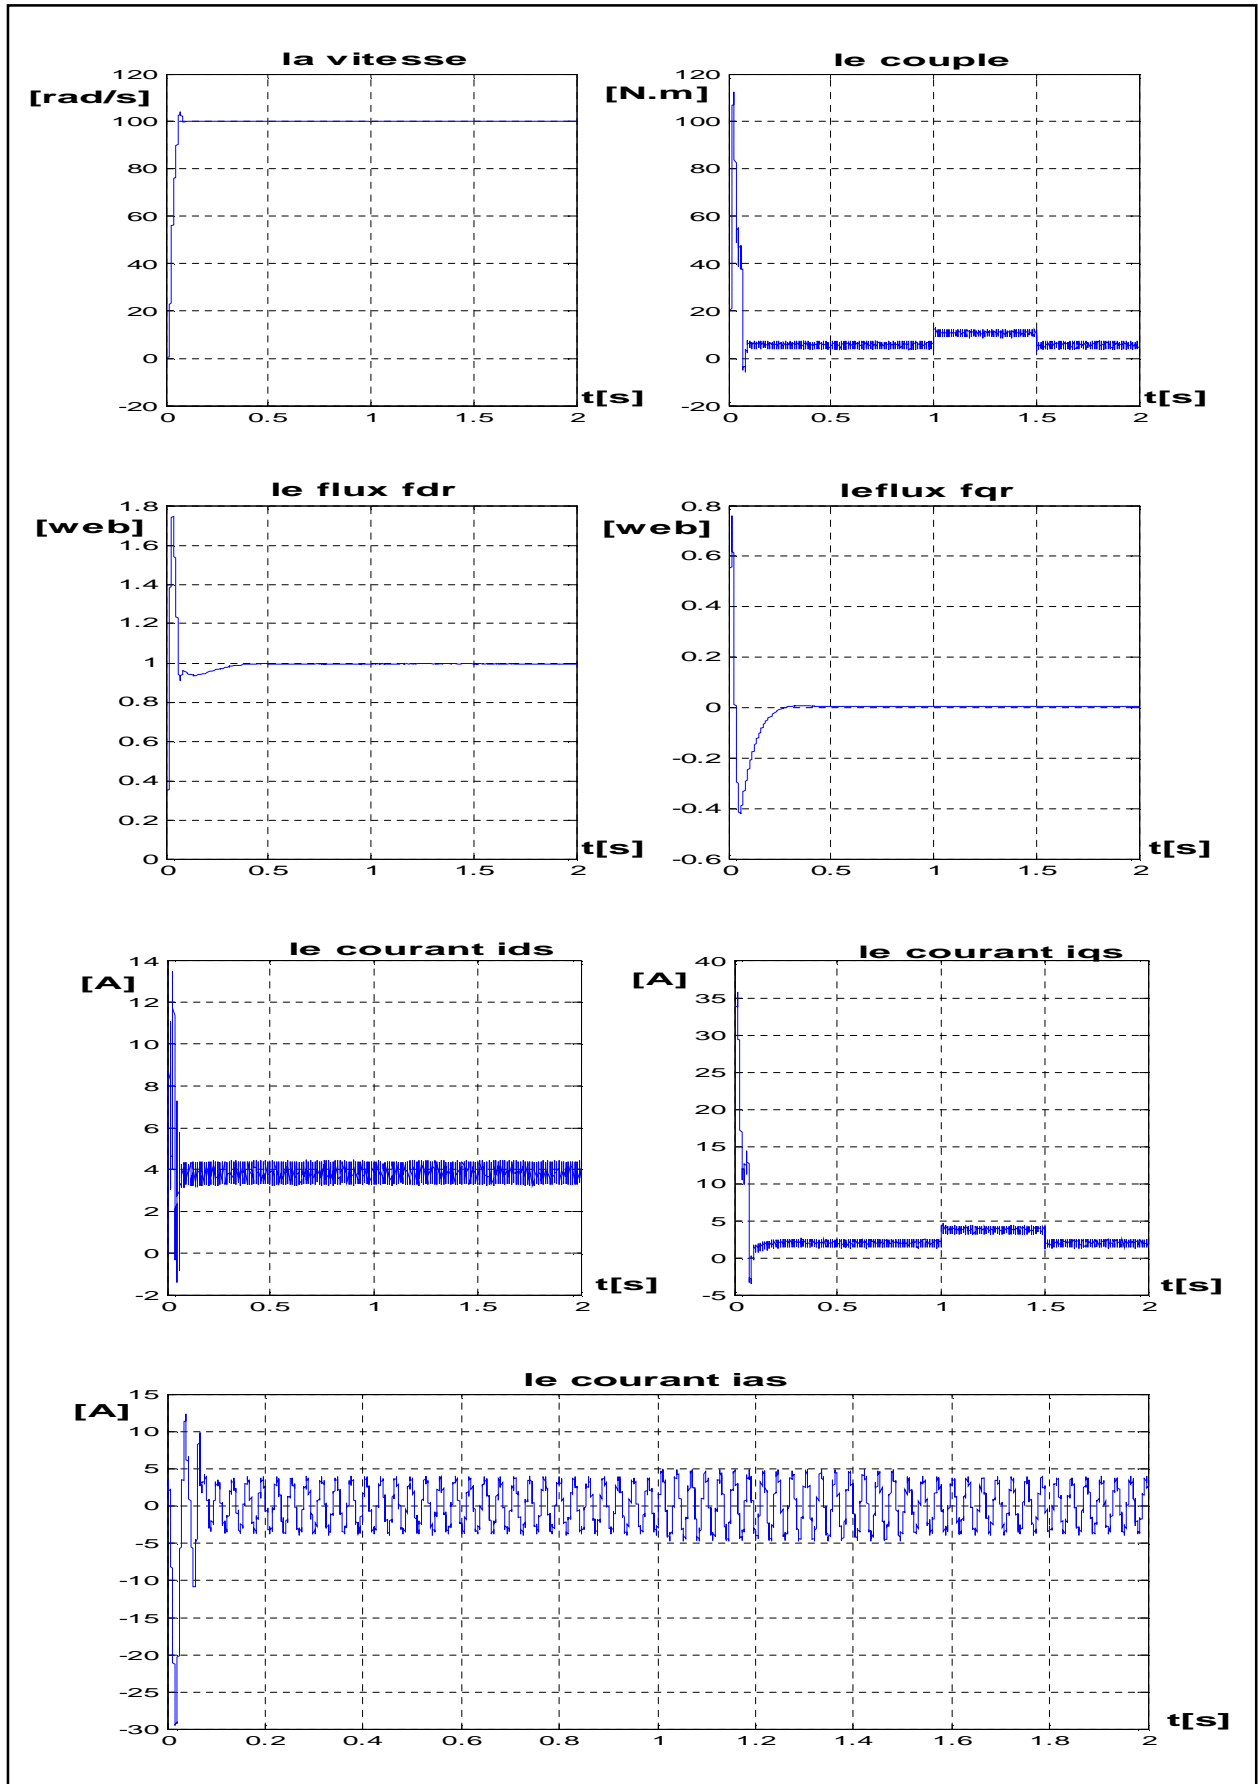 la vitesse
[rad/s]
120
100
80
60
40
20
0
-20
0 0.5 1 1.5 2
t[s]
le couple
[N.m]
120
100
80
60
40
20
0
-20
0 0.5 1 1.5 2
t[s]
le flux fdr
[web]
1.8
1.6
1.4
1.2
1
0.8
0.6
0.4
0.2
0
0 0.5 1 1.5 2
t[s]
leflux fqr
[web]
0.8
0.6
0.4
0.2
0
-0.2
-0.4
-0.6
0 0.5 1 1.5 2
t[s]
le courant ids
[A]
14
12
10
8
6
4
2
0
-2
0 0.5 1 1.5 2
t[s]
le courant iqs
[A]
40
35
30
25
20
15
10
5
0
-5
0 0.5 1 1.5 2
t[s]
le courant ias
[A]
15
10
5
0
-5
-10
-15
-20
-25
-30
0 0.2 0.4 0.6 0.8 1 1.2 1.4 1.6 1.8 2
t[s]